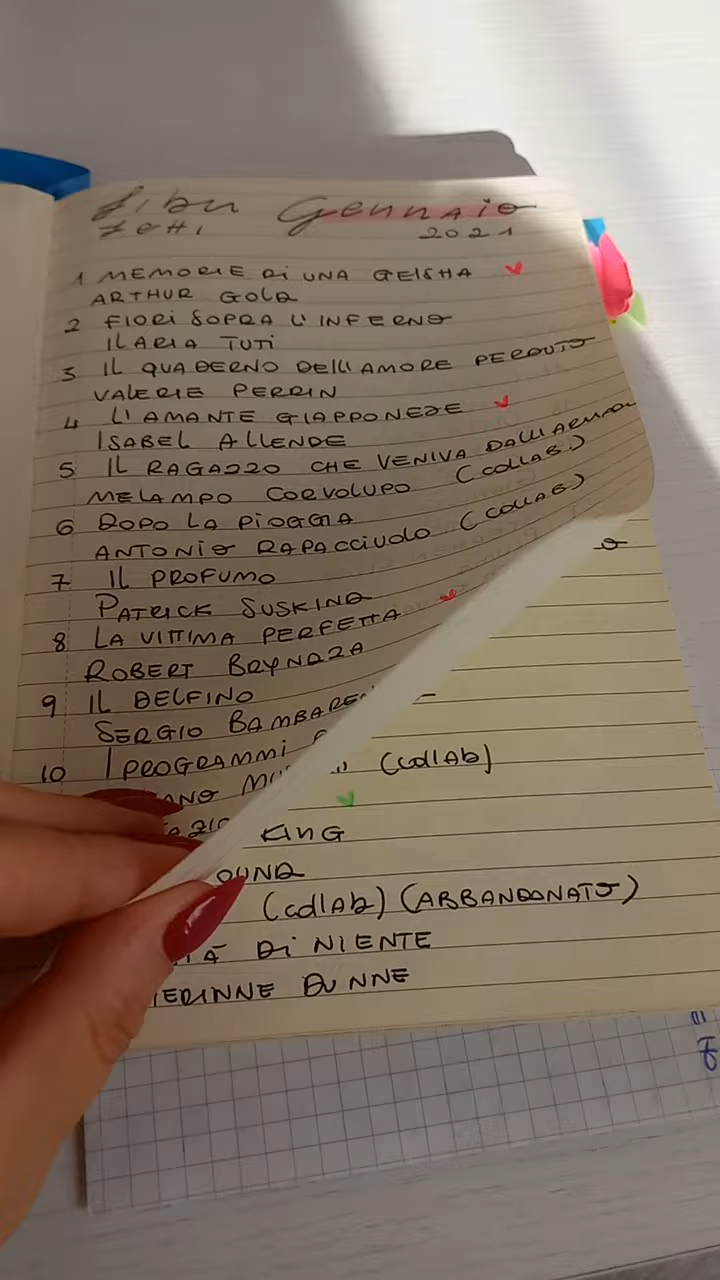 Libri Gennaio
Letti 2021
1 MEMORIE Di UNA GEISHA
ARTHUR GOLD
2 FIORI SOPRA L'INFERNO
ILARIA TUTI
3 IL QUADERNO DELL'AMORE PERDUTO
VALERIE PERRIN
4 L'AMANTE GIAPPONESE
ISABEL ALLENDE
5 IL RAGAZZO CHE VENIVA DALL'
MELAMPO CORVOLUPO (COLLAB.)
6 DOPO LA PIOGGIA
ANTONIO RAPACCIUOLO (COLLAB)
7 IL PROFUMO
PATRICK SUSKIND
8 LA VITTIMA PERFETTA
ROBERT BRYNDZA
9 IL DELFINO
SERGIO
10 I PROGRAMMI
(COLLAB)
KING
(COLLAB) (ABBANDONATO)
Di NIENTE
DUNNE